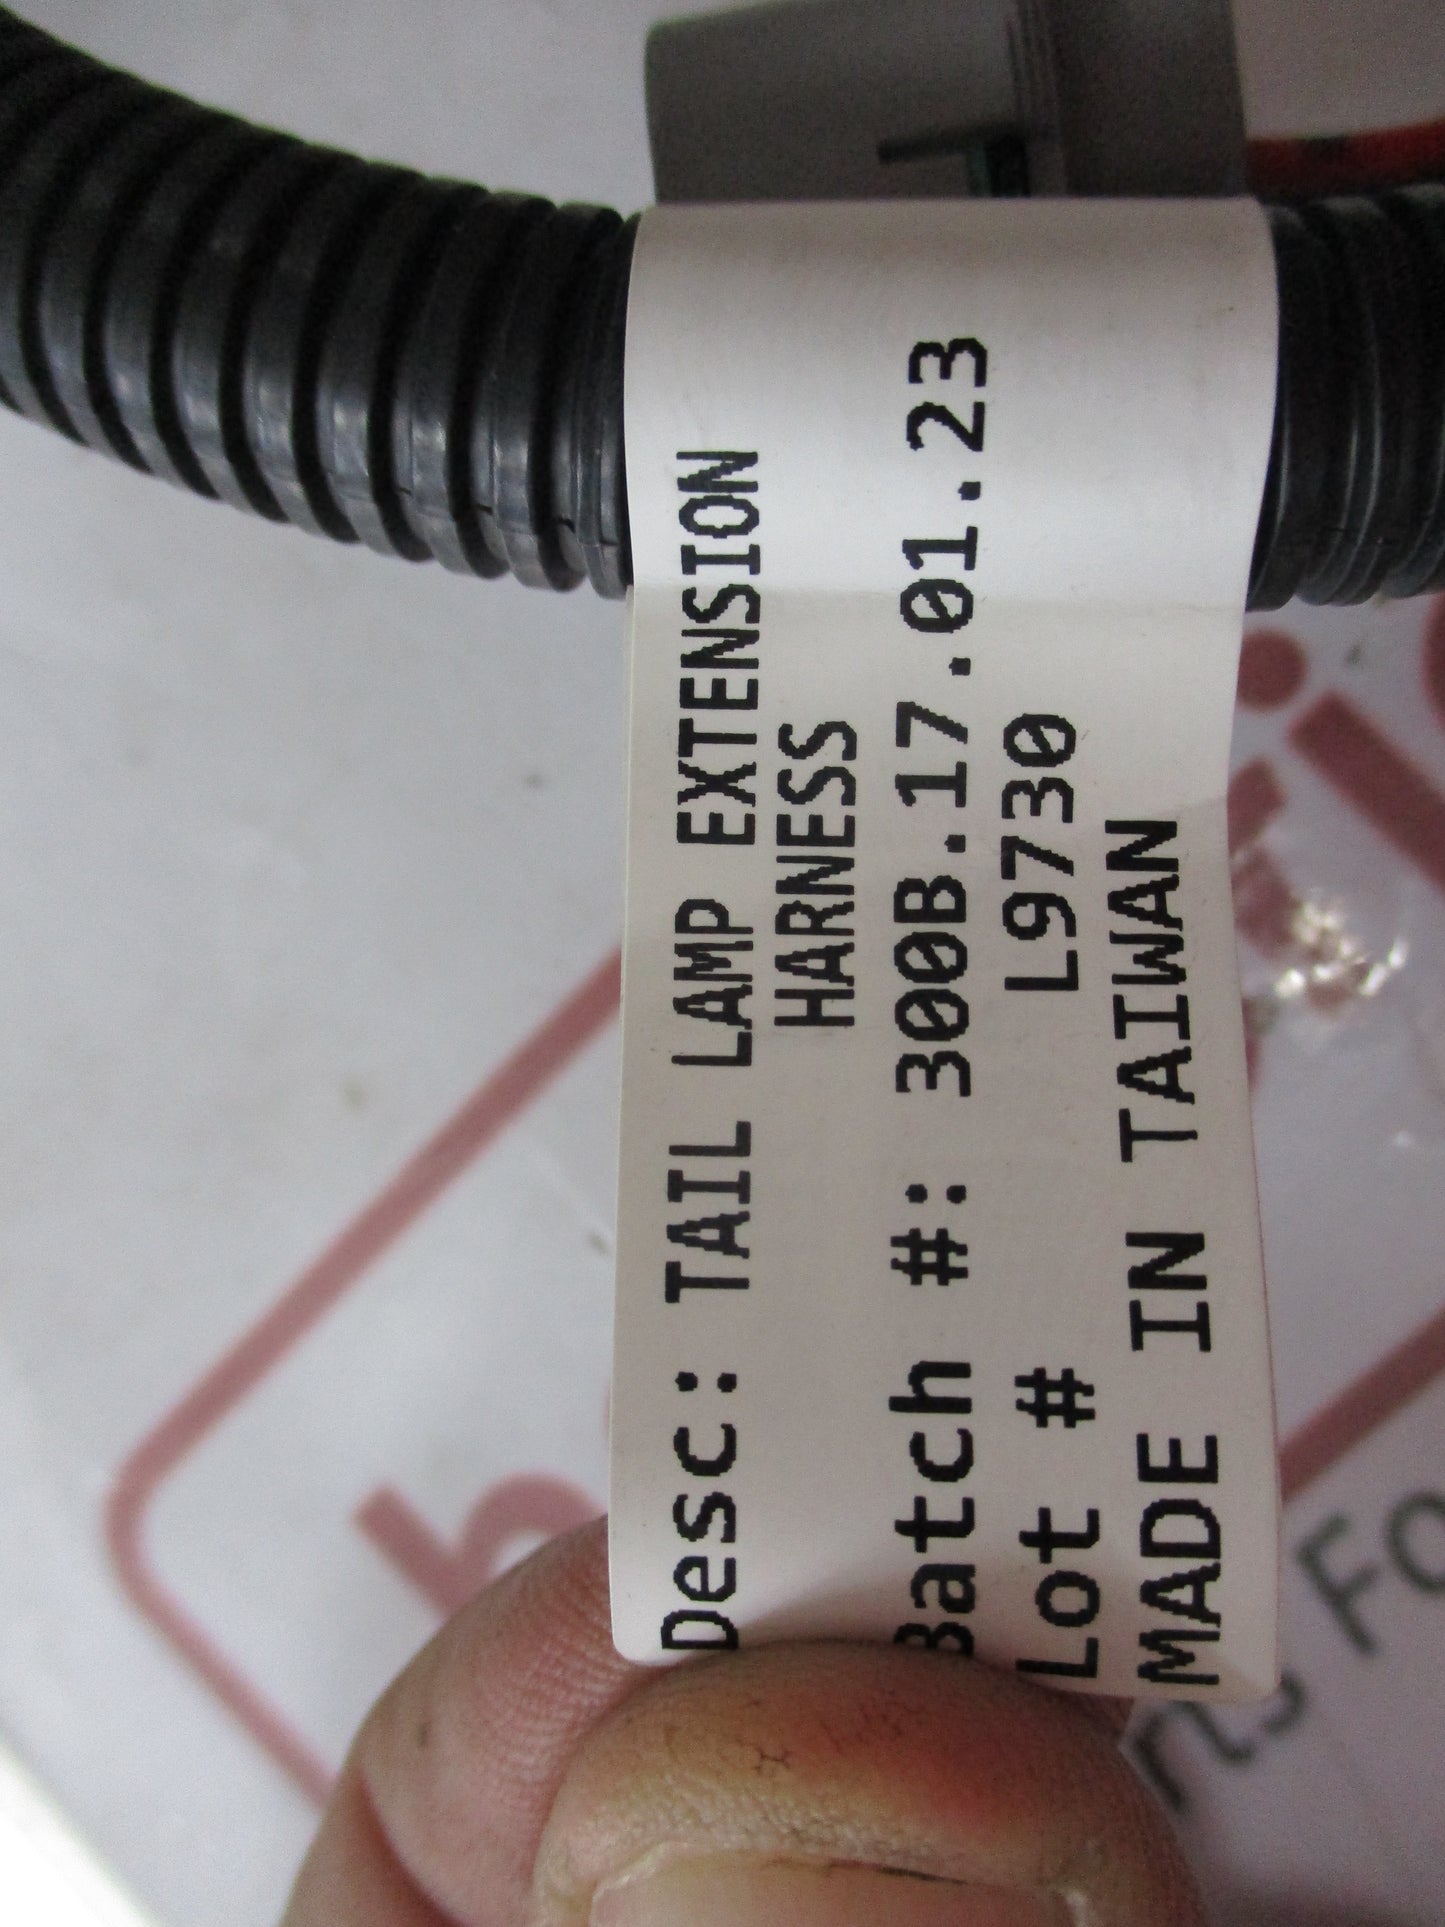 Desc: TAIL LAMP EXTENSION
HARNESS
Batch #: 300B.17.01.23
Lot # L9730
MADE IN TAIWAN